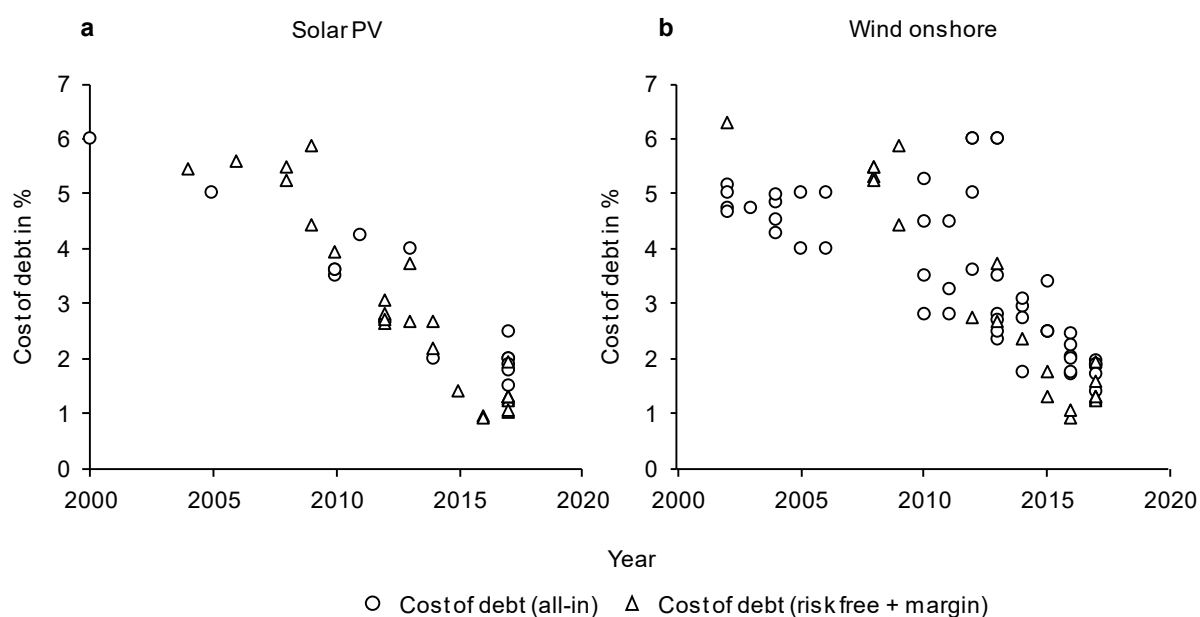 a Solar PV
7
6
5
4
3
2
1
0
Cost of debt in %
2000 2005 2010 2015 2020
b Wind onshore
7
6
5
4
3
2
1
0
Cost of debt in %
2000 2005 2010 2015 2020
Year
Cost of debt (all-in) Cost of debt (risk free + margin)